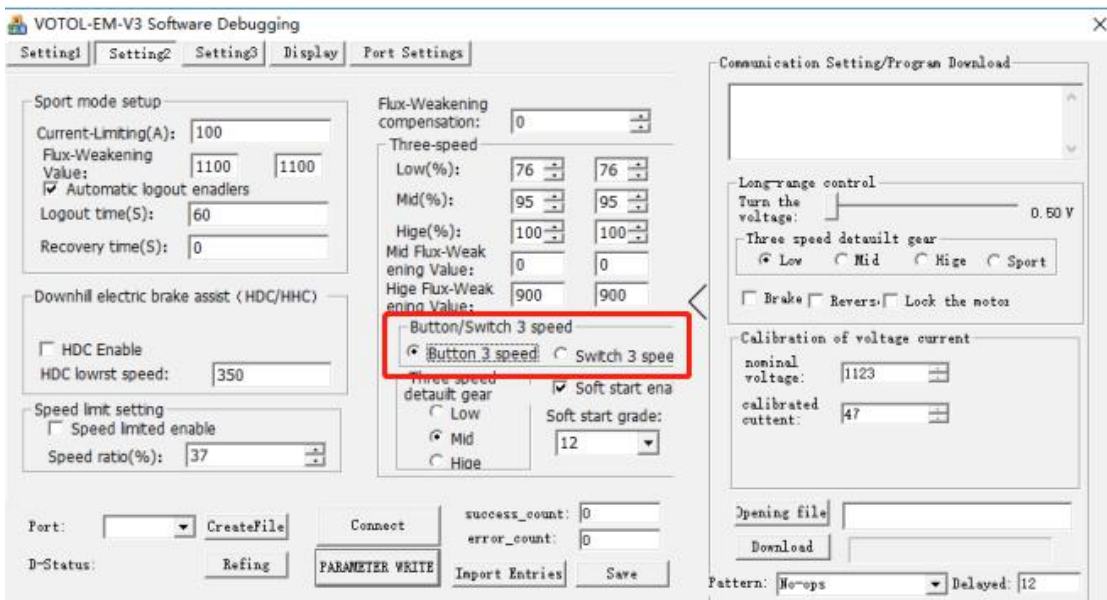 VOTOL-EM-V3 Software Debugging
Setting1 Setting2 Setting3 Display Port Settings
Sport mode setup
Current-Limting(A): 100
Flux-Weakening
Value: 1100 1100
Automatic logout enadlers
Logout time(S): 60
Recovery time(S): 0
Downhill electric brake assist (HDC/HHC)
HDC Enable
HDC lowrst speed: 350
Speed limit setting
Speed limited enable
Speed ratio(%): 37
Flux-Weakening
compensation: 0
Three-speed
Low(%): 76 76
Mid(%): 95 95
Hige(%): 100 100
Mid Flux-Weak
ening Value: 0 0
Hige Flux-Weak
ening Value: 900 900
Button/Switch 3 speed
Button 3 speed Switch 3 spee
Three speed
detault gear
Low
Mid
Hige
Soft start ena
Soft start grade:
12
Communication Setting/Program Download
Long-range control
Turn the
voltage: 0.50 V
Three speed detauilt gear
Low Mid Hige Sport
Brake Revers. Lock the motor
Calibration of voltage current
nominal
voltage: 1123
calibrated
cuttent: 47
Port: CreateFile Connect success_count: 0
error_count: 0
D-Status: Refing PARAMETER WRITE Inport Entries Save
Opening file
Download
Pattern: No-ops Delayed: 12